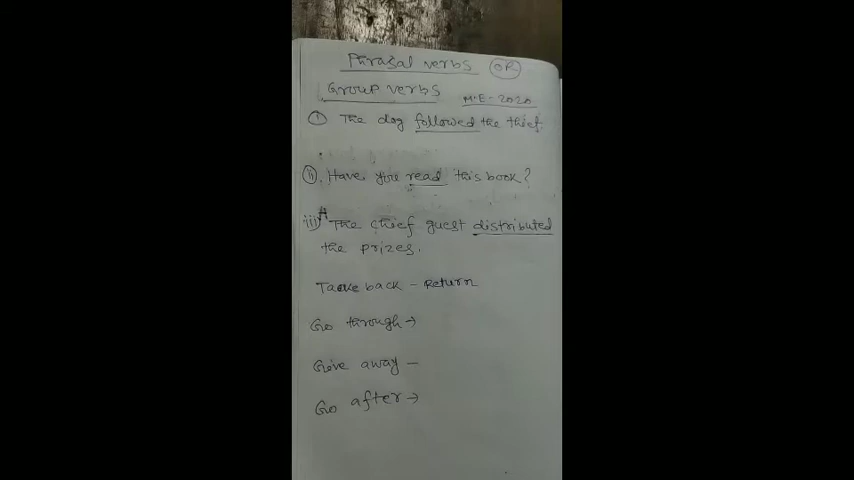 Phrasal verbs OR
Group verbs
M.E-2020
i The dog followed the thief.
ii. Have you read this book?
iii) The chief guest distributed
the prizes.
Take back - Return
Go through →
Give away -
Go after →